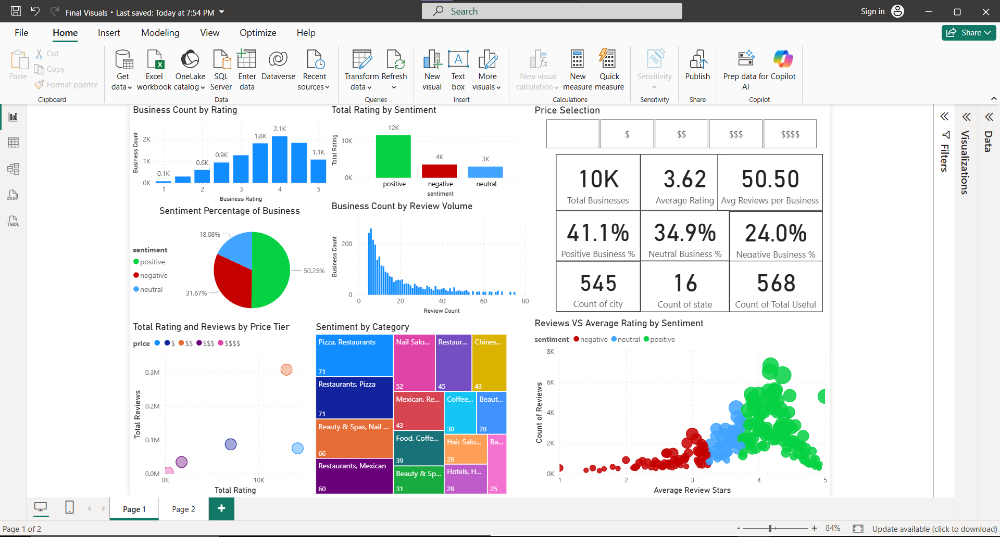 Final Visuals • Last saved: Today at 7:54 PM
Search
Sign in
File
Home
Insert
Modeling
View
Optimize
Help
Share
Paste
Cut
Copy
Format painter
Clipboard
Get data
Excel workbook
OneLake catalog
SQL Server
Enter data
Dataverse
Recent sources
Data
Transform data
Refresh
Queries
New visual
Text box
More visuals
Insert
New visual calculation
New measure
Quick measure
Calculations
Sensitivity
Sensitivity
Publish
Share
Prep data for AI
Copilot
Copilot
DAX
TMDL
Business Count by Rating
Business Count
2K
1K
0K
0.1K
0.6K
0.9K
1.8K
2.1K
1.1K
1 2 3 4 5
Business Rating
Total Rating by Sentiment
Total Rating
10K
0K
12K
4K
3K
positive negative neutral
sentiment
Price Selection
$ $$ $$$ $$$$
10K
Total Businesses
3.62
Average Rating
50.50
Avg Reviews per Business
41.1%
Positive Business %
34.9%
Neutral Business %
24.0%
Negative Business %
545
Count of city
16
Count of state
568
Count of Total Useful
Sentiment Percentage of Business
sentiment
positive
negative
neutral
18.08%
50.25%
31.67%
Business Count by Review Volume
Business Count
200
0
0 20 40 60 80
Review Count
Total Rating and Reviews by Price Tier
price $ $$ $$$ $$$$
Total Reviews
0.3M
0.2M
0.1M
0.0M
0K 10K
Total Rating
Sentiment by Category
Pizza, Restaurants
71
Restaurants, Pizza
71
Beauty & Spas, Nail ...
66
Restaurants, Mexican
60
Nail Salo...
52
Restaur...
45
Chines...
43
Mexican, Re...
43
Coffee...
30
Beaut...
28
Food, Coffe...
39
Hair Salo...
28
Ba...
25
Beauty & Sp...
31
Hotels, H...
28
Reviews VS Average Rating by Sentiment
sentiment negative neutral positive
Count of Reviews
8K
6K
4K
2K
0K
1 2 3 4 5
Average Review Stars
Filters
Visualizations
Data
Page 1
Page 2
+
Page 1 of 2
- + 84%
Update available (click to download)